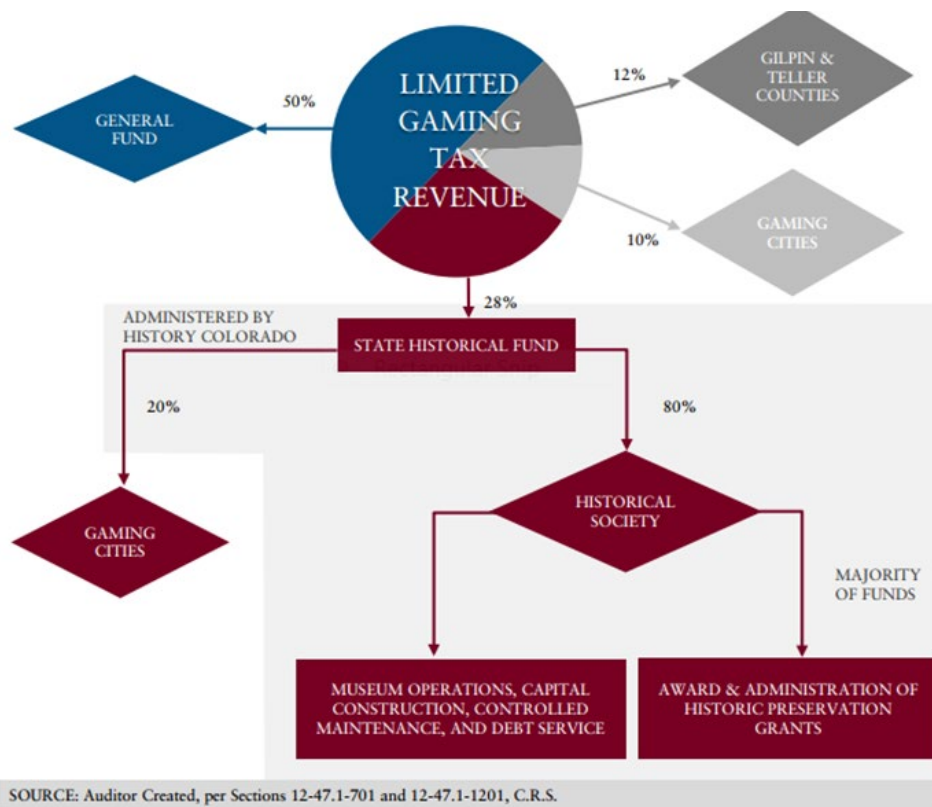 LIMITED
GAMING
TAX
REVENUE
50%
GENERAL
FUND
12%
GILPIN &
TELLER
COUNTIES
10%
GAMING
CITIES
28%
ADMINISTERED BY
HISTORY COLORADO
STATE HISTORICAL FUND
Rectangular Snip
20%
80%
GAMING
CITIES
HISTORICAL
SOCIETY
MAJORITY
OF FUNDS
MUSEUM OPERATIONS, CAPITAL
CONSTRUCTION, CONTROLLED
MAINTENANCE, AND DEBT SERVICE
AWARD & ADMINISTRATION OF
HISTORIC PRESERVATION
GRANTS
SOURCE: Auditor Created, per Sections 12-47.1-701 and 12-47.1-1201, C.R.S.